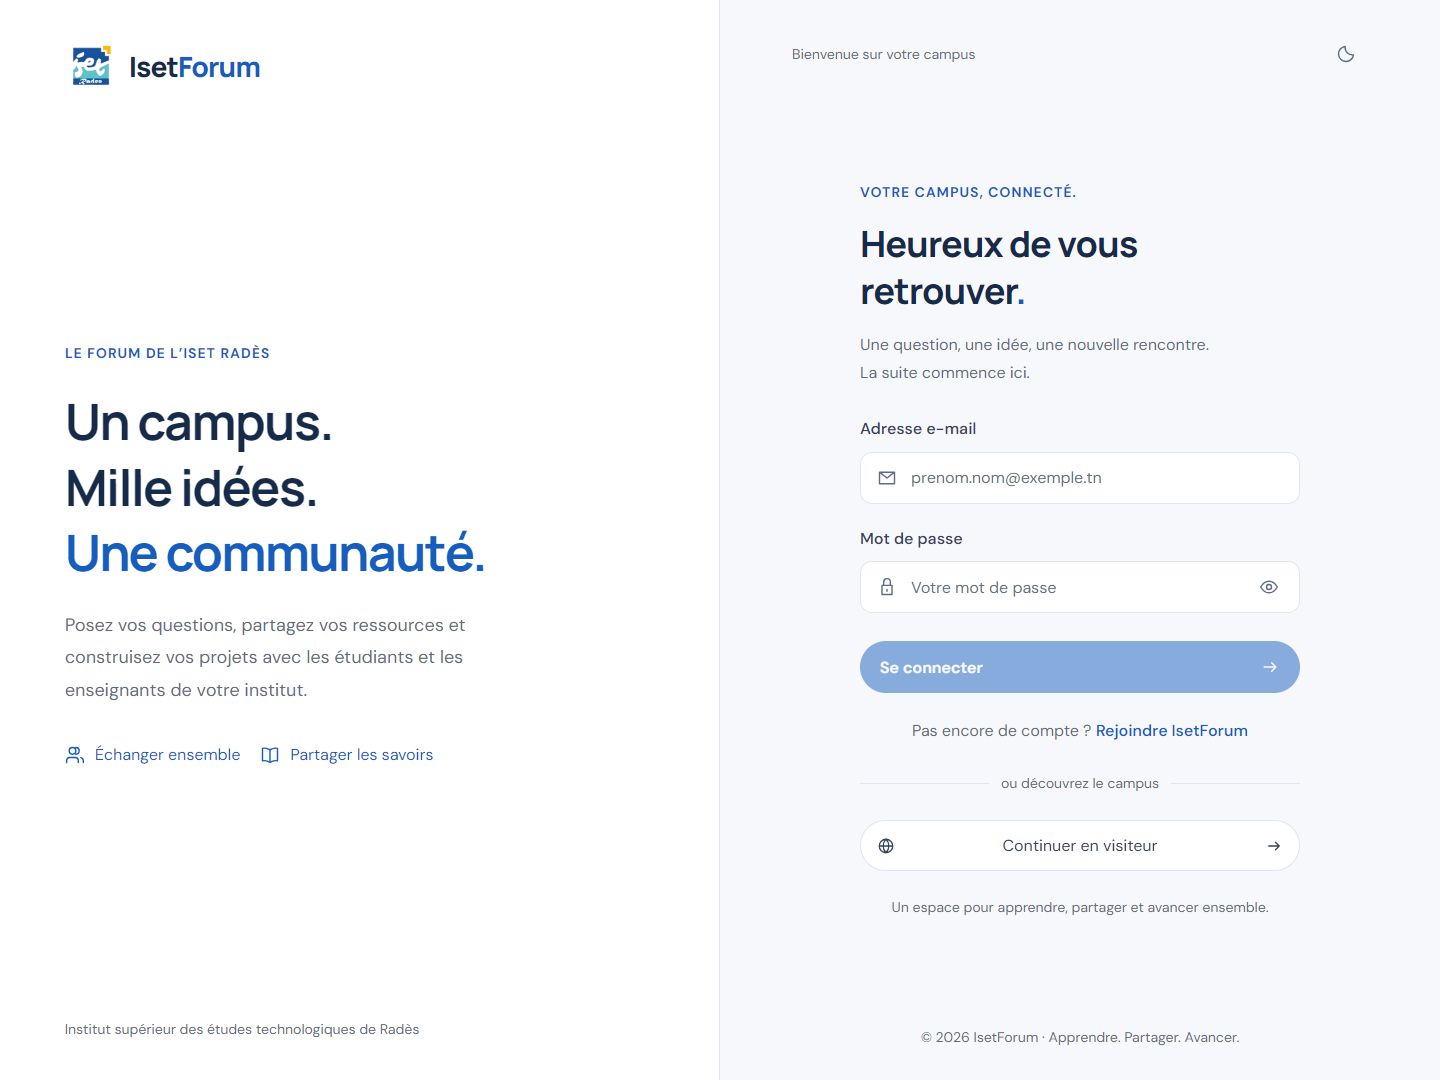 iset
Rades
IsetForum
LE FORUM DE L’ISET RADÈS
Un campus.
Mille idées.
Une communauté.
Posez vos questions, partagez vos ressources et
construisez vos projets avec les étudiants et les
enseignants de votre institut.
Échanger ensemble
Partager les savoirs
Institut supérieur des études technologiques de Radès
Bienvenue sur votre campus
VOTRE CAMPUS, CONNECTÉ.
Heureux de vous
retrouver.
Une question, une idée, une nouvelle rencontre.
La suite commence ici.
Adresse e-mail
prenom.nom@exemple.tn
Mot de passe
Votre mot de passe
Se connecter
Pas encore de compte ? Rejoindre IsetForum
ou découvrez le campus
Continuer en visiteur
Un espace pour apprendre, partager et avancer ensemble.
© 2026 IsetForum · Apprendre. Partager. Avancer.